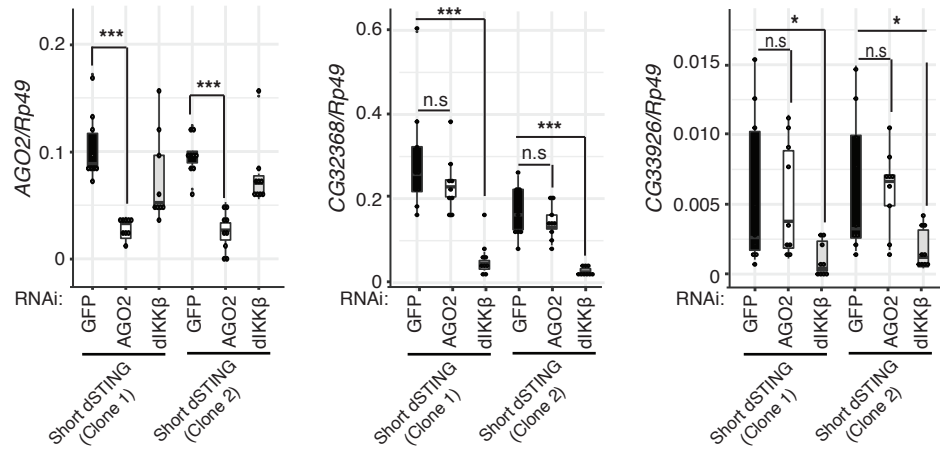 AGO2/Rp49
0.2
0.1
0
***
***
RNAi:
GFP
AGO2
dIKKβ
GFP
AGO2
dIKKβ
Short dSTING
(Clone 1)
Short dSTING
(Clone 2)
CG32368/Rp49
0.6
0.4
0.2
0
***
n.s
***
n.s
RNAi:
GFP
AGO2
dIKKβ
GFP
AGO2
dIKKβ
Short dSTING
(Clone 1)
Short dSTING
(Clone 2)
CG33926/Rp49
0.015
0.010
0.005
0
*
n.s
*
n.s
RNAi:
GFP
AGO2
dIKKβ
GFP
AGO2
dIKKβ
Short dSTING
(Clone 1)
Short dSTING
(Clone 2)